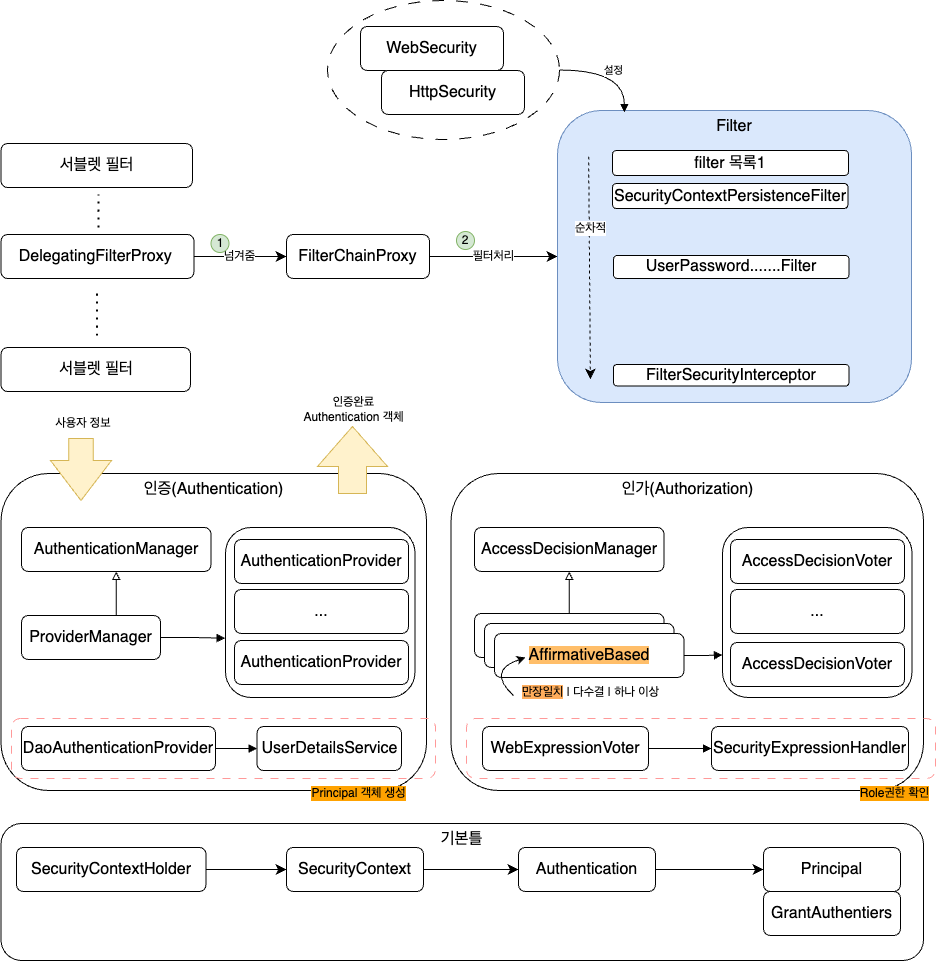 WebSecurity
HttpSecurity
설정
Filter
filter 목록1
SecurityContextPersistenceFilter
순차적
UserPassword.......Filter
FilterSecurityInterceptor
서블렛 필터
DelegatingFilterProxy
1
넘겨줌
FilterChainProxy
2
필터처리
서블렛 필터
사용자 정보
인증완료
Authentication 객체
인증(Authentication)
AuthenticationManager
ProviderManager
AuthenticationProvider
...
AuthenticationProvider
DaoAuthenticationProvider
UserDetailsService
Principal 객체 생성
인가(Authorization)
AccessDecisionManager
AffirmativeBased
만장일치 | 다수결 | 하나 이상
AccessDecisionVoter
...
AccessDecisionVoter
WebExpressionVoter
SecurityExpressionHandler
Role권한 확인
기본틀
SecurityContextHolder
SecurityContext
Authentication
Principal
GrantAuthentiers